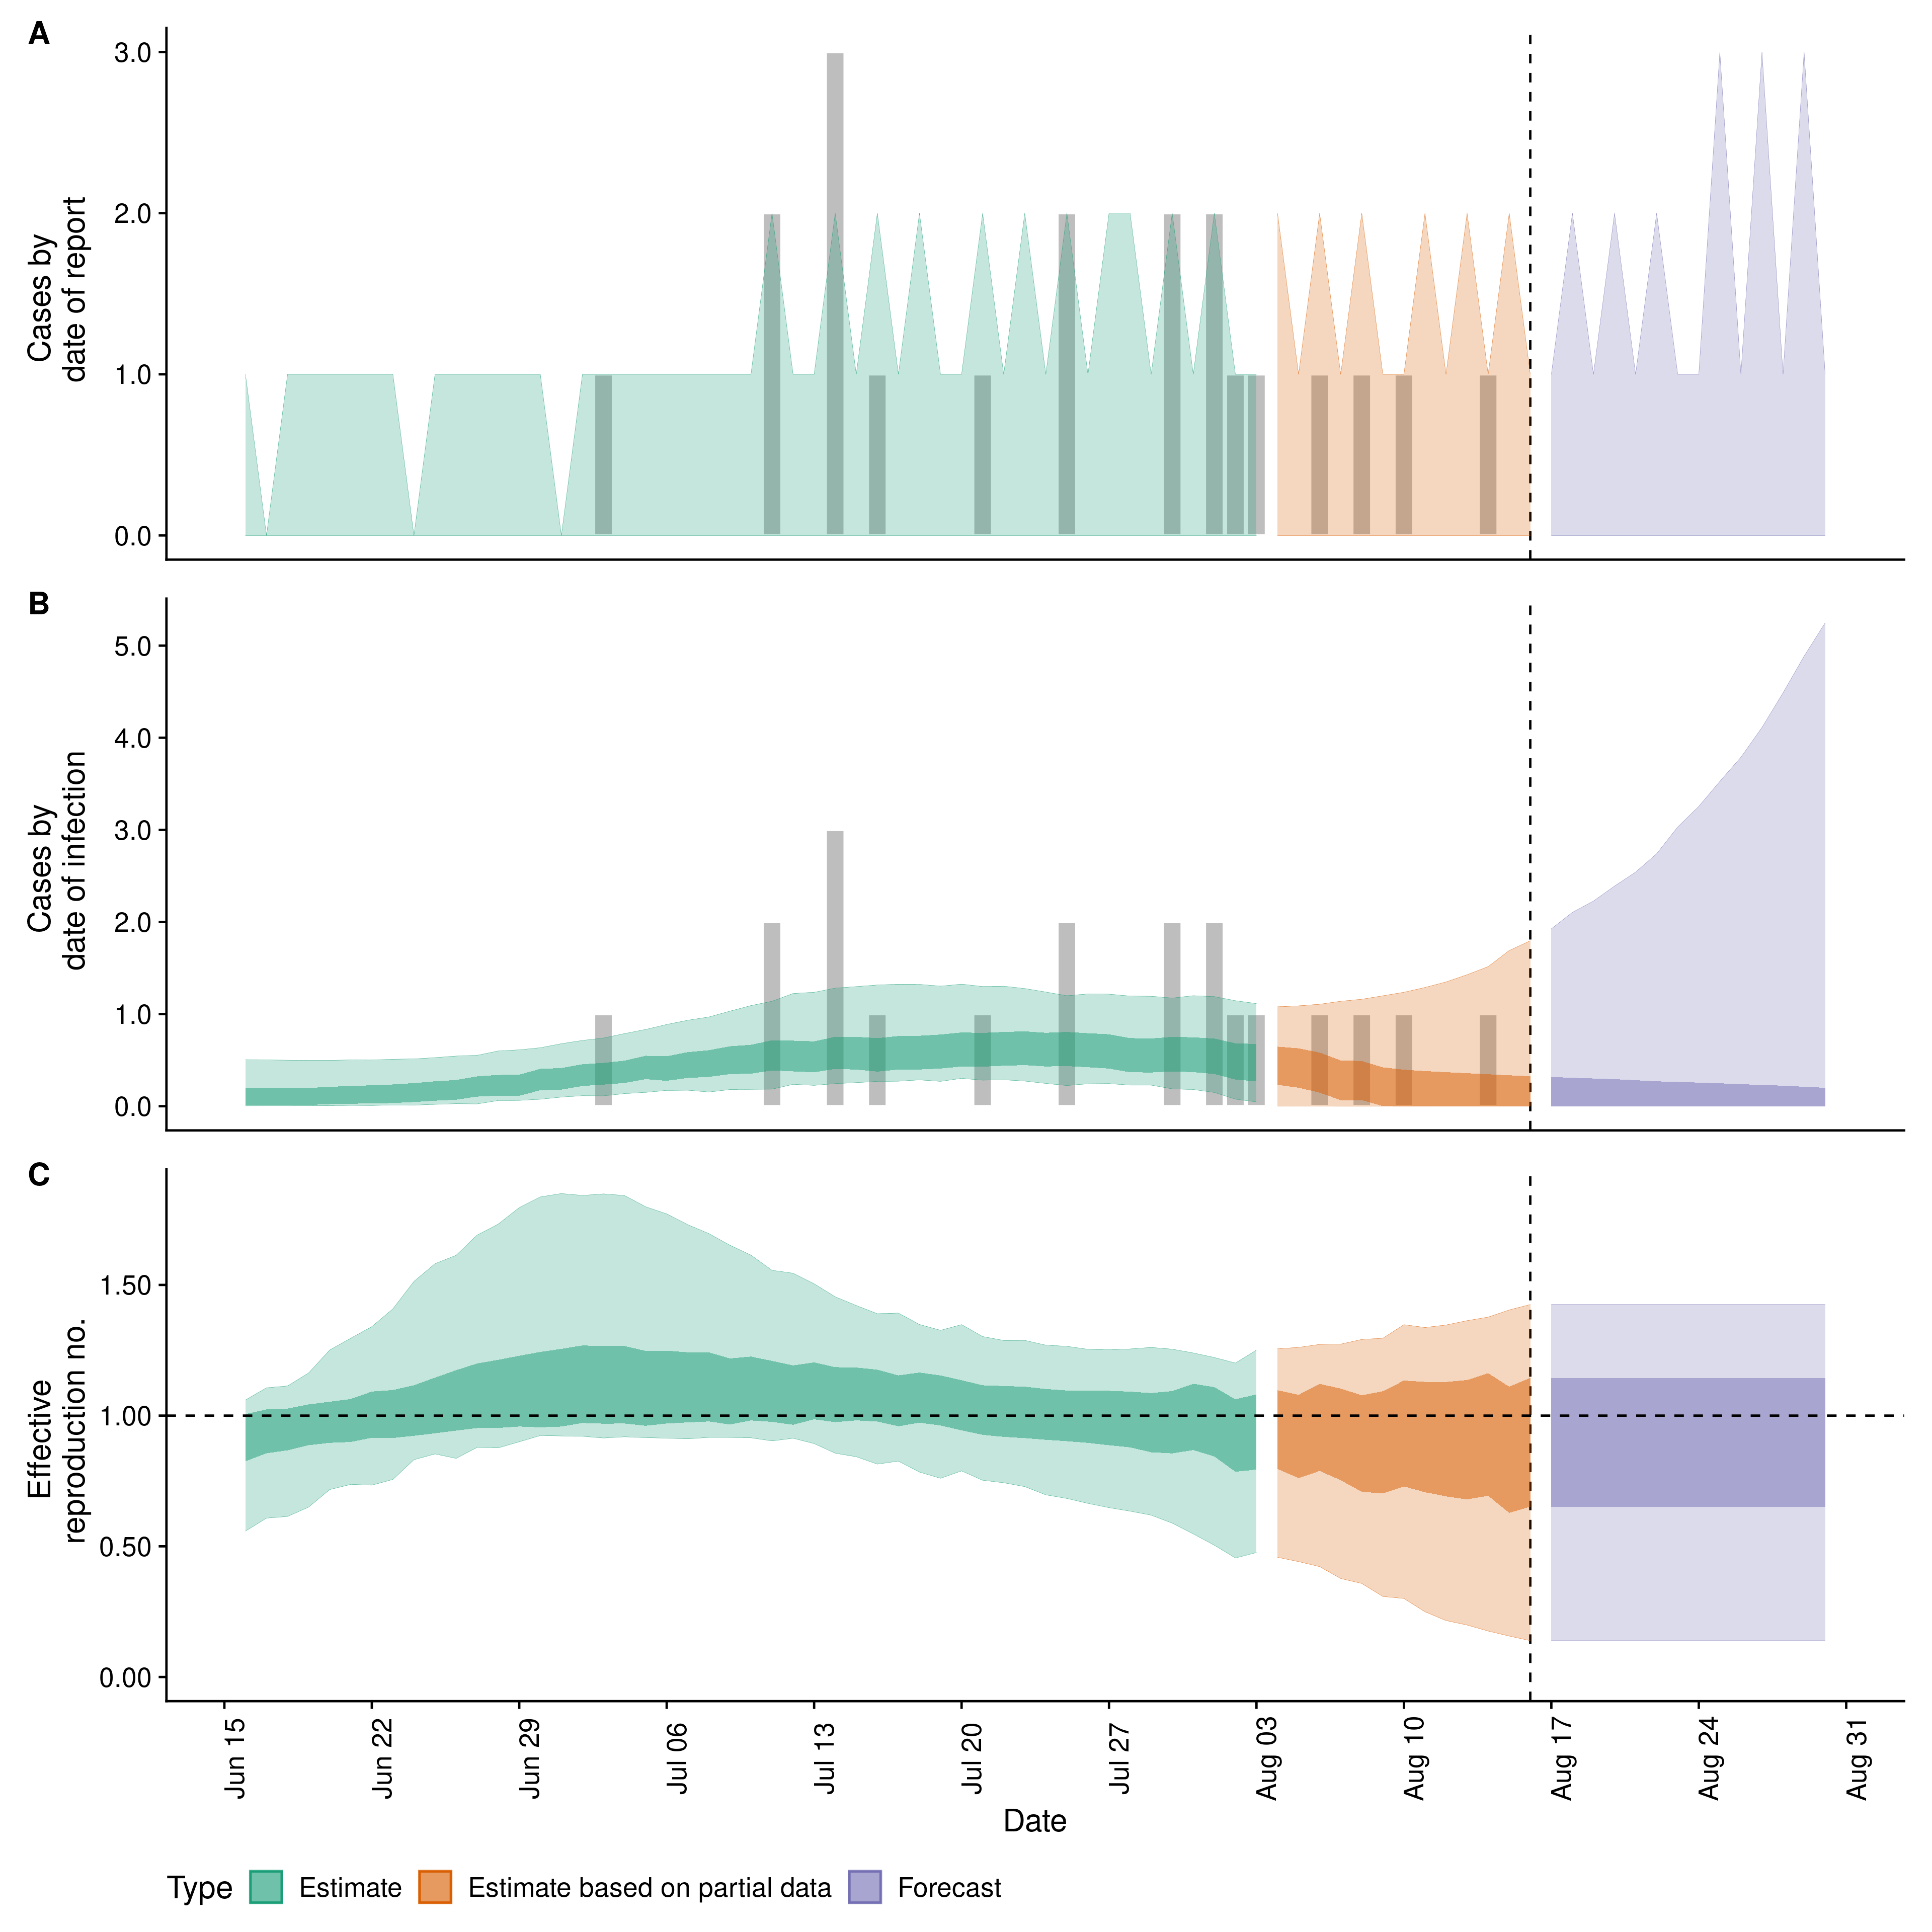 A
3.0
2.0
1.0
0.0
Cases by
date of report
B
5.0
4.0
3.0
2.0
1.0
0.0
Cases by
date of infection
C
1.50
1.00
0.50
0.00
Effective
reproduction no.
Jun 15 Jun 22 Jun 29 Jul 06 Jul 13 Jul 20 Jul 27 Aug 03 Aug 10 Aug 17 Aug 24 Aug 31
Date
Type Estimate Estimate based on partial data Forecast